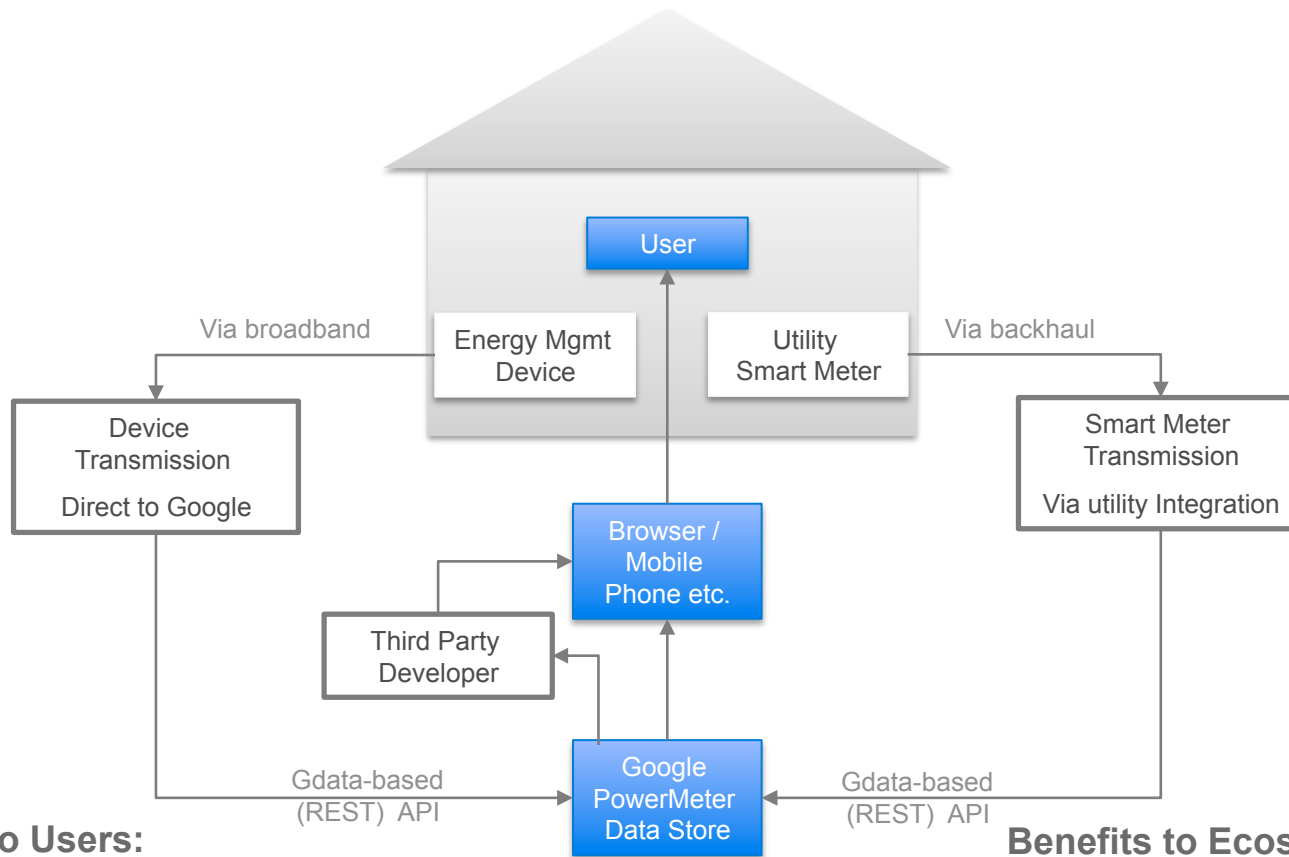 User
Via broadband
Energy Mgmt
Device
Utility
Smart Meter
Via backhaul
Device
Transmission
Direct to Google
Smart Meter
Transmission
Via utility Integration
Browser /
Mobile
Phone etc.
Third Party
Developer
Gdata-based
(REST) API
Google
PowerMeter
Data Store
Gdata-based
(REST) API
o Users:
Benefits to Ecos